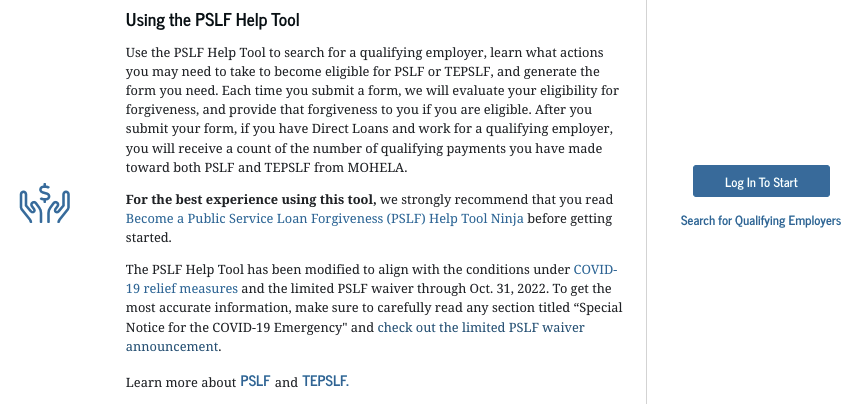 Using the PSLF Help Tool
Use the PSLF Help Tool to search for a qualifying employer, learn what actions
you may need to take to become eligible for PSLF or TEPSLF, and generate the
form you need. Each time you submit a form, we will evaluate your eligibility for
forgiveness, and provide that forgiveness to you if you are eligible. After you
submit your form, if you have Direct Loans and work for a qualifying employer,
you will receive a count of the number of qualifying payments you have made
toward both PSLF and TEPSLF from MOHELA.
For the best experience using this tool, we strongly recommend that you read
Become a Public Service Loan Forgiveness (PSLF) Help Tool Ninja before getting
started.
The PSLF Help Tool has been modified to align with the conditions under COVID-
19 relief measures and the limited PSLF waiver through Oct. 31, 2022. To get the
most accurate information, make sure to carefully read any section titled “Special
Notice for the COVID-19 Emergency" and check out the limited PSLF waiver
announcement.
Learn more about PSLF and TEPSLF.
$
Log In To Start
Search for Qualifying Employers